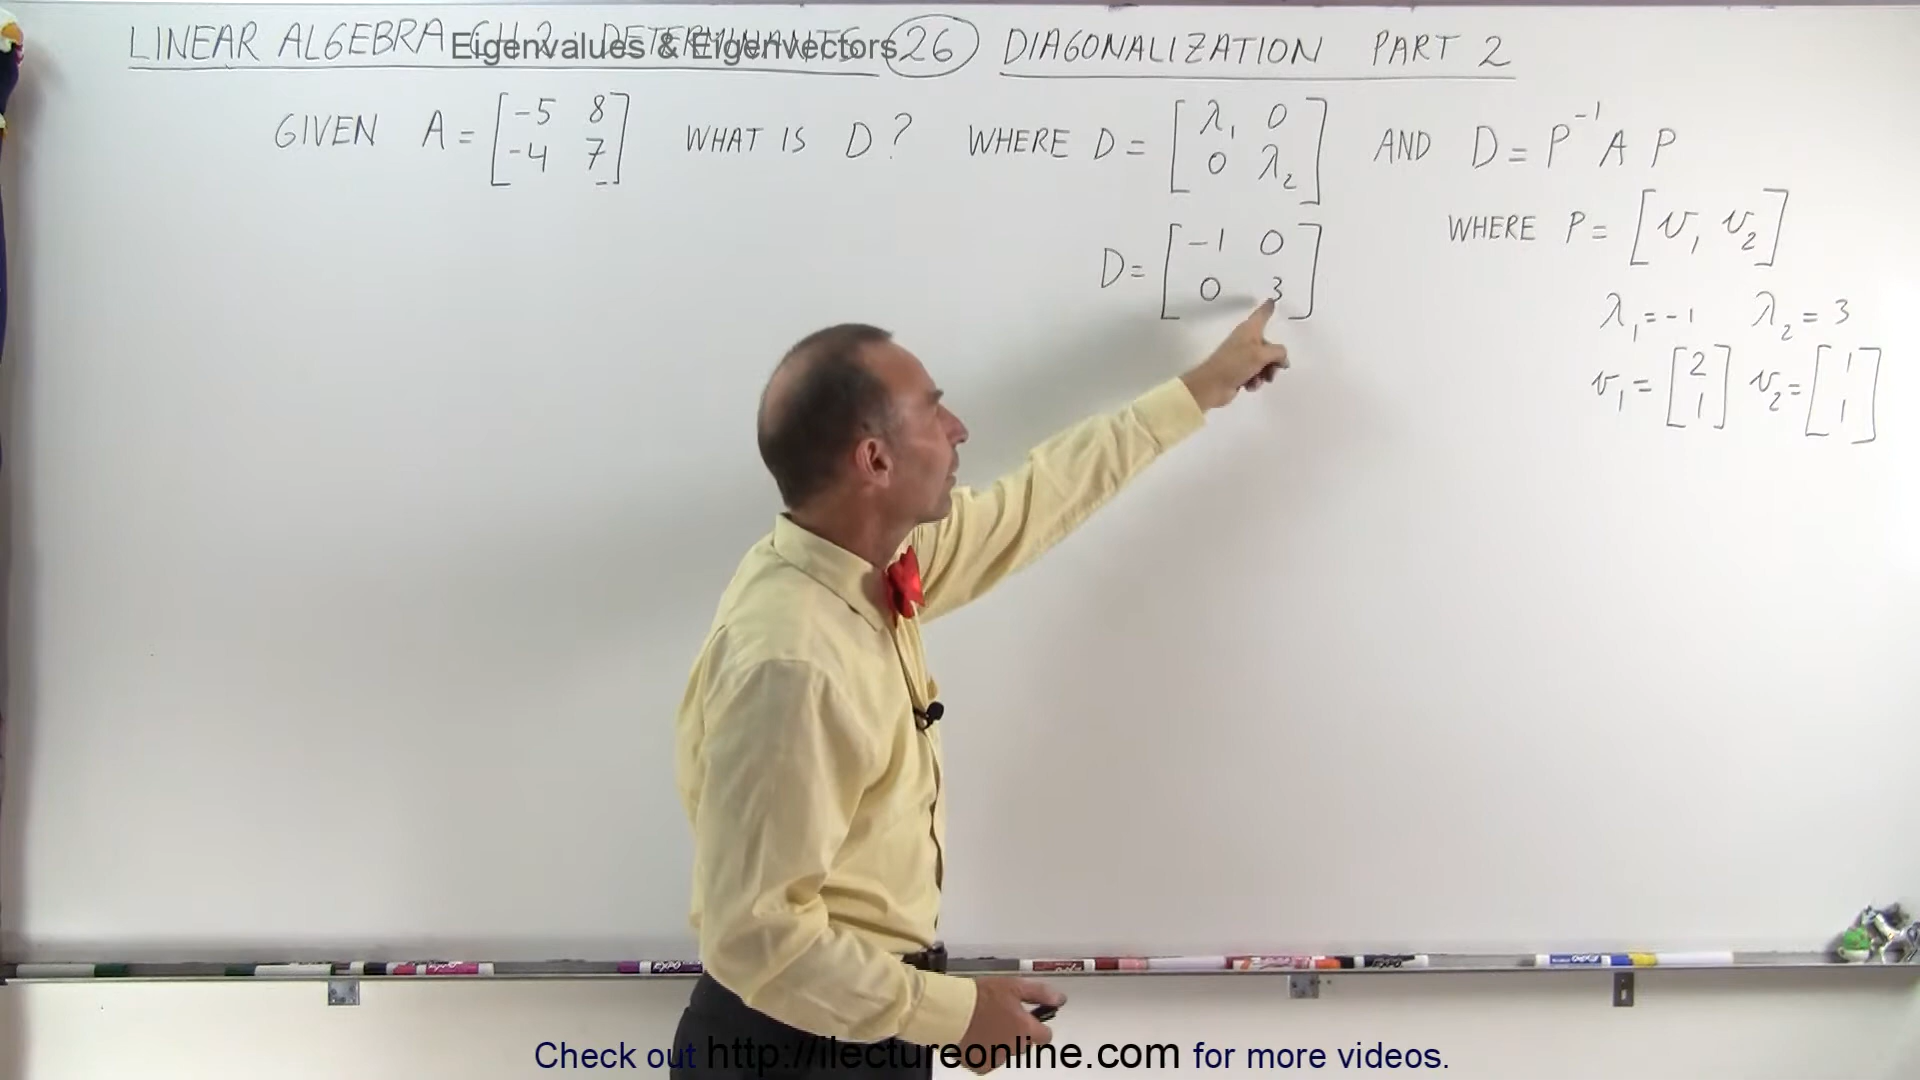 LINEAR ALGEBRA CH 2: DETERMINANTS 26 DIAGONALIZATION PART 2
Eigenvalues & Eigenvectors
GIVEN A = [-5 8 WHAT IS D? WHERE D = [λ₁ 0 AND D = P⁻¹ A P
-4 7] 0 λ₂]
WHERE P = [v₁ v₂]
D = [-1 0
0 3]
λ₁ = -1 λ₂ = 3
v₁ = [2 v₂ = [1
1] 1]
Check out http://ilectureonline.com for more videos.